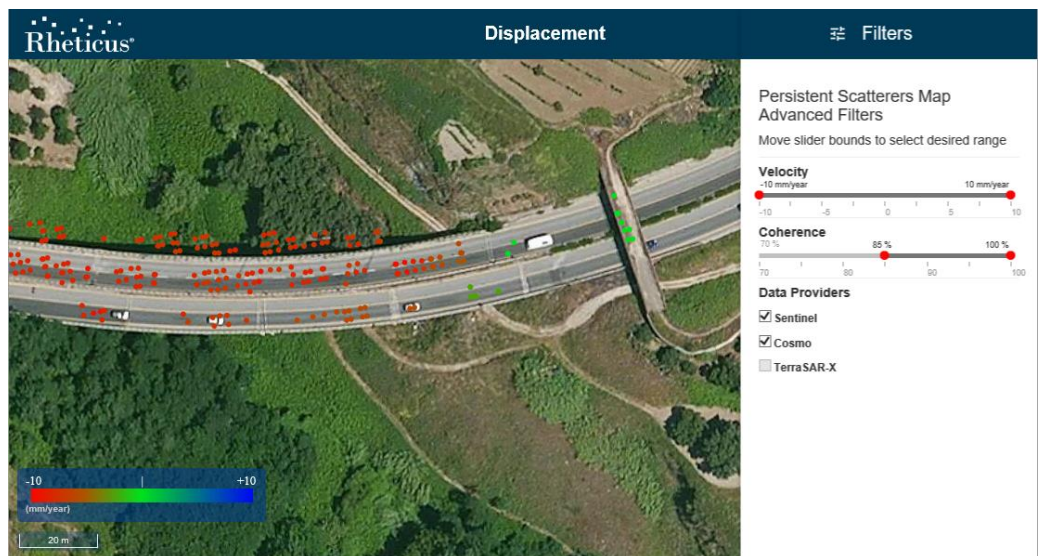 Rheticus®
Displacement
Filters
Persistent Scatterers Map
Advanced Filters
Move slider bounds to select desired range
Velocity
-10 mm/year 10 mm/year
-10 -5 0 5 10
Coherence
70 % 85 % 100 %
70 80 90 100
Data Providers
Sentinel
Cosmo
TerraSAR-X
-10 +10
(mm/year)
20 m